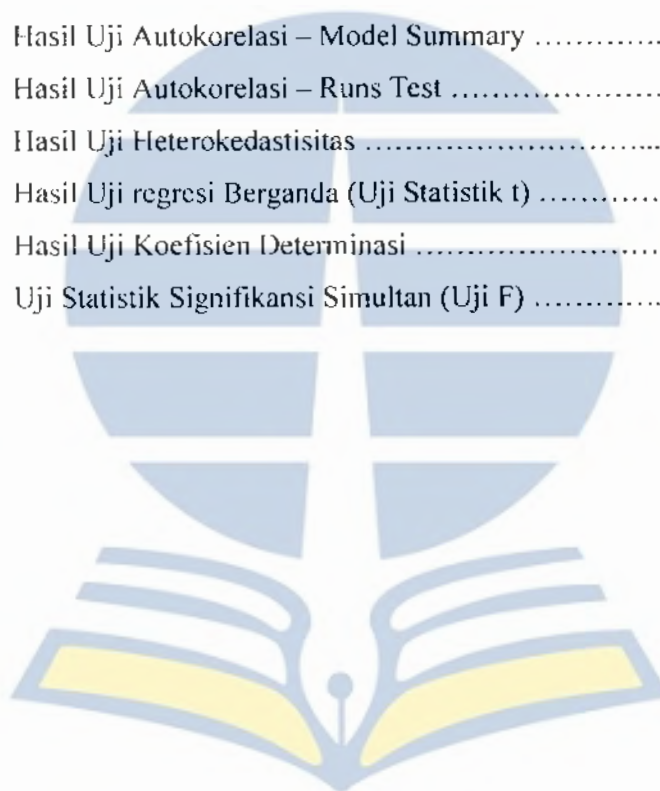 Hasil Uji Autokorelasi – Model Summary ..............
Hasil Uji Autokorelasi – Runs Test .....................
Hasil Uji Heterokedastisitas ..............................
Hasil Uji regresi Berganda (Uji Statistik t) ............
Hasil Uji Koefisien Determinasi ........................
Uji Statistik Signifikansi Simultan (Uji F) .............